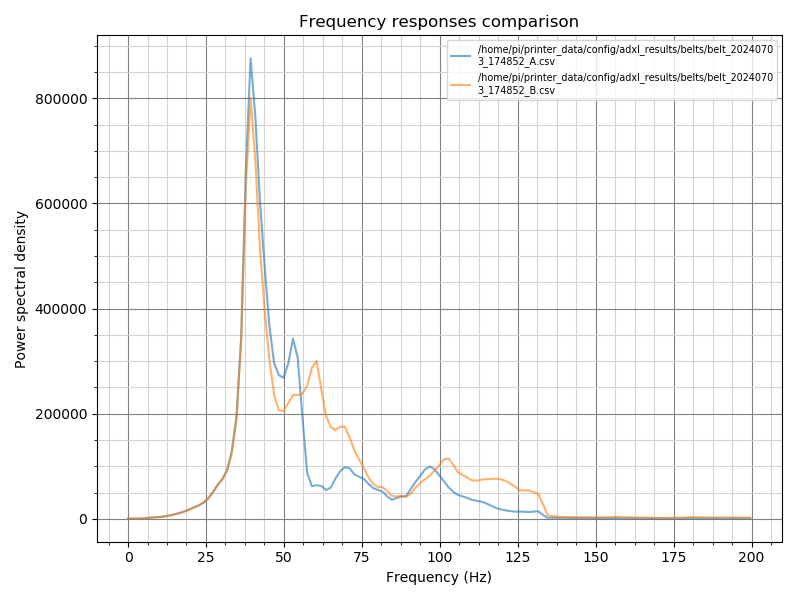 Frequency responses comparison
/home/pi/printer_data/config/adxl_results/belts/belt_2024070
3_174852_A.csv
/home/pi/printer_data/config/adxl_results/belts/belt_2024070
3_174852_B.csv
800000
600000
400000
200000
0
Power spectral density
0 25 50 75 100 125 150 175 200
Frequency (Hz)